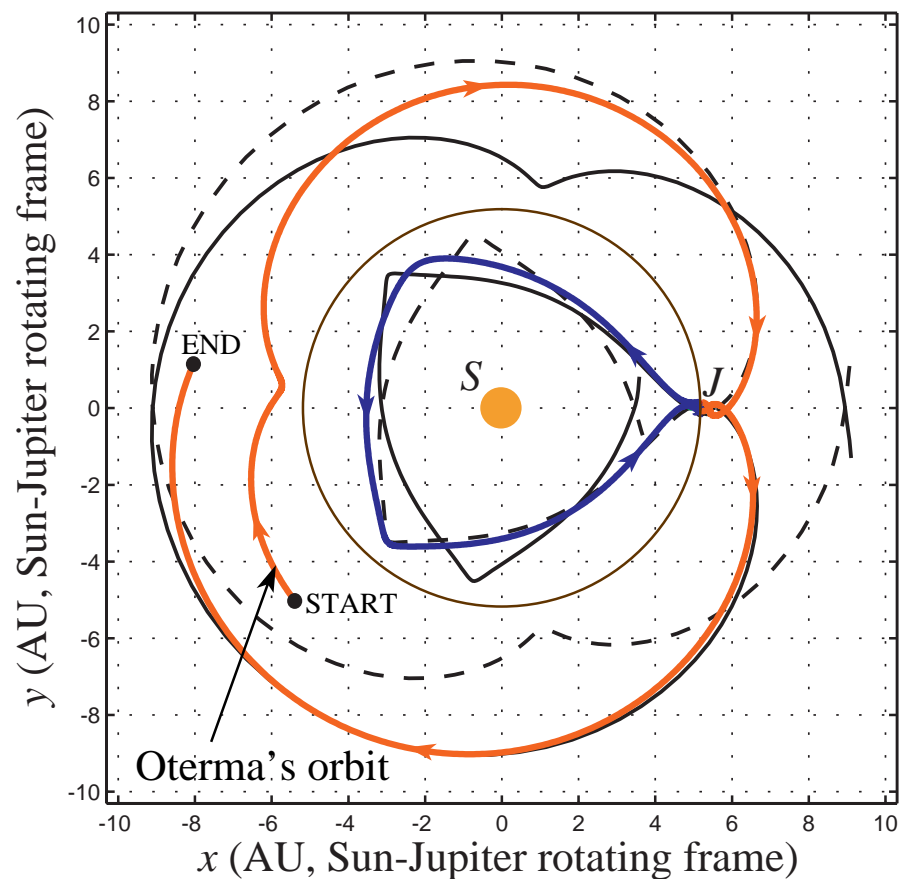 10
8
6
4
2
0
-2
-4
-6
-8
-10
y (AU, Sun-Jupiter rotating frame)
END
S
J
START
Oterma's orbit
-10 -8 -6 -4 -2 0 2 4 6 8 10
x (AU, Sun-Jupiter rotating frame)